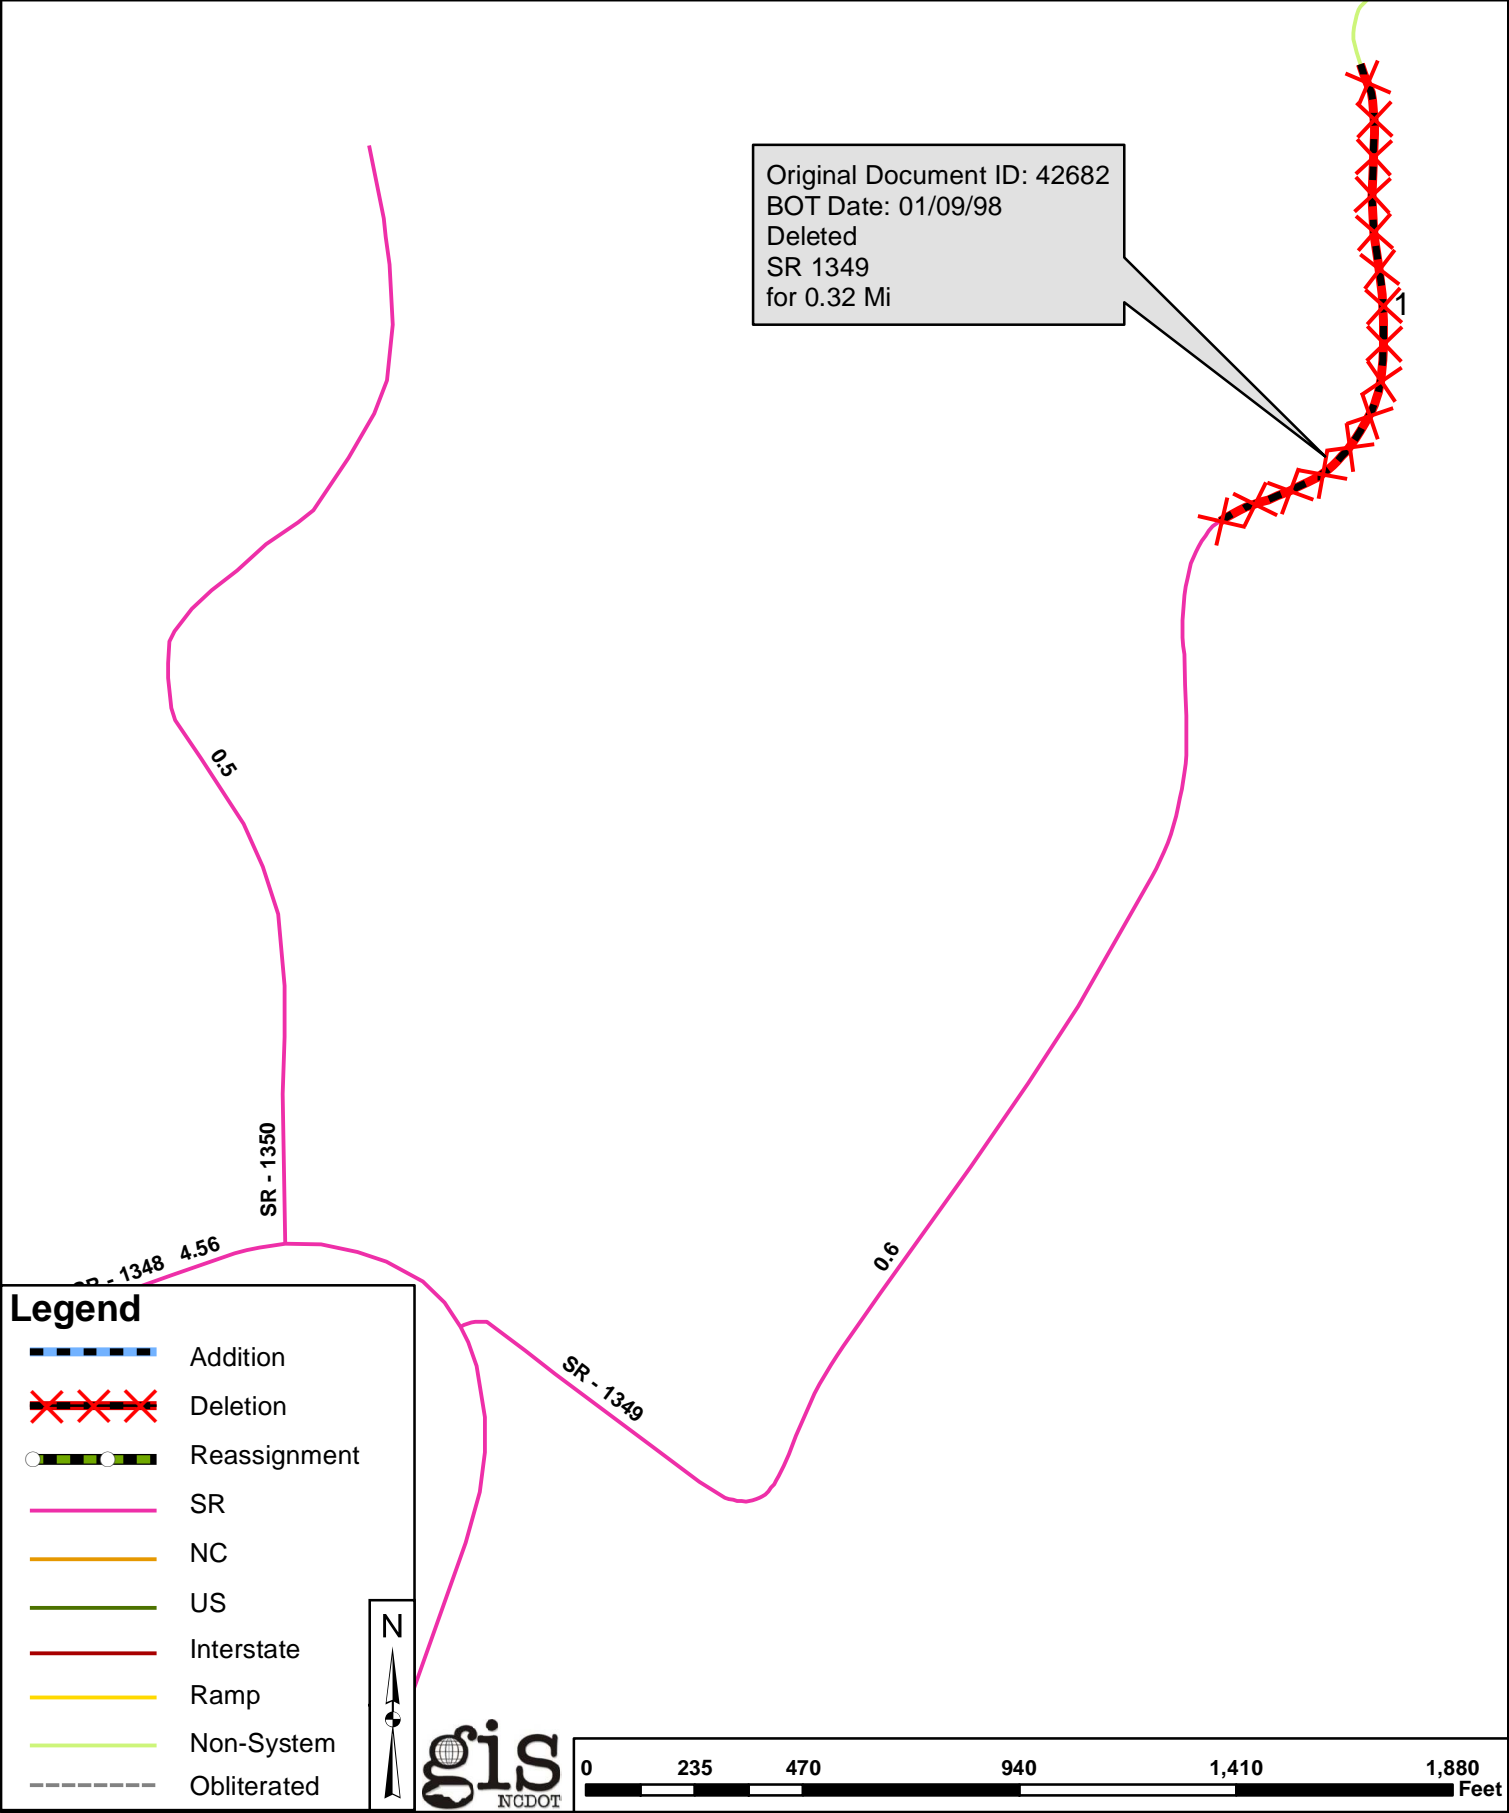 Original Document ID: 42682
BOT Date: 01/09/98
Deleted
SR 1349
for 0.32 Mi
1
0.5
SR - 1350
SR - 1348 4.56
0.6
SR - 1349
Legend
Addition
Deletion
Reassignment
SR
NC
US
Interstate
Ramp
Non-System
Obliterated
N
gis
NCDOT
0 235 470 940 1,410 1,880
Feet